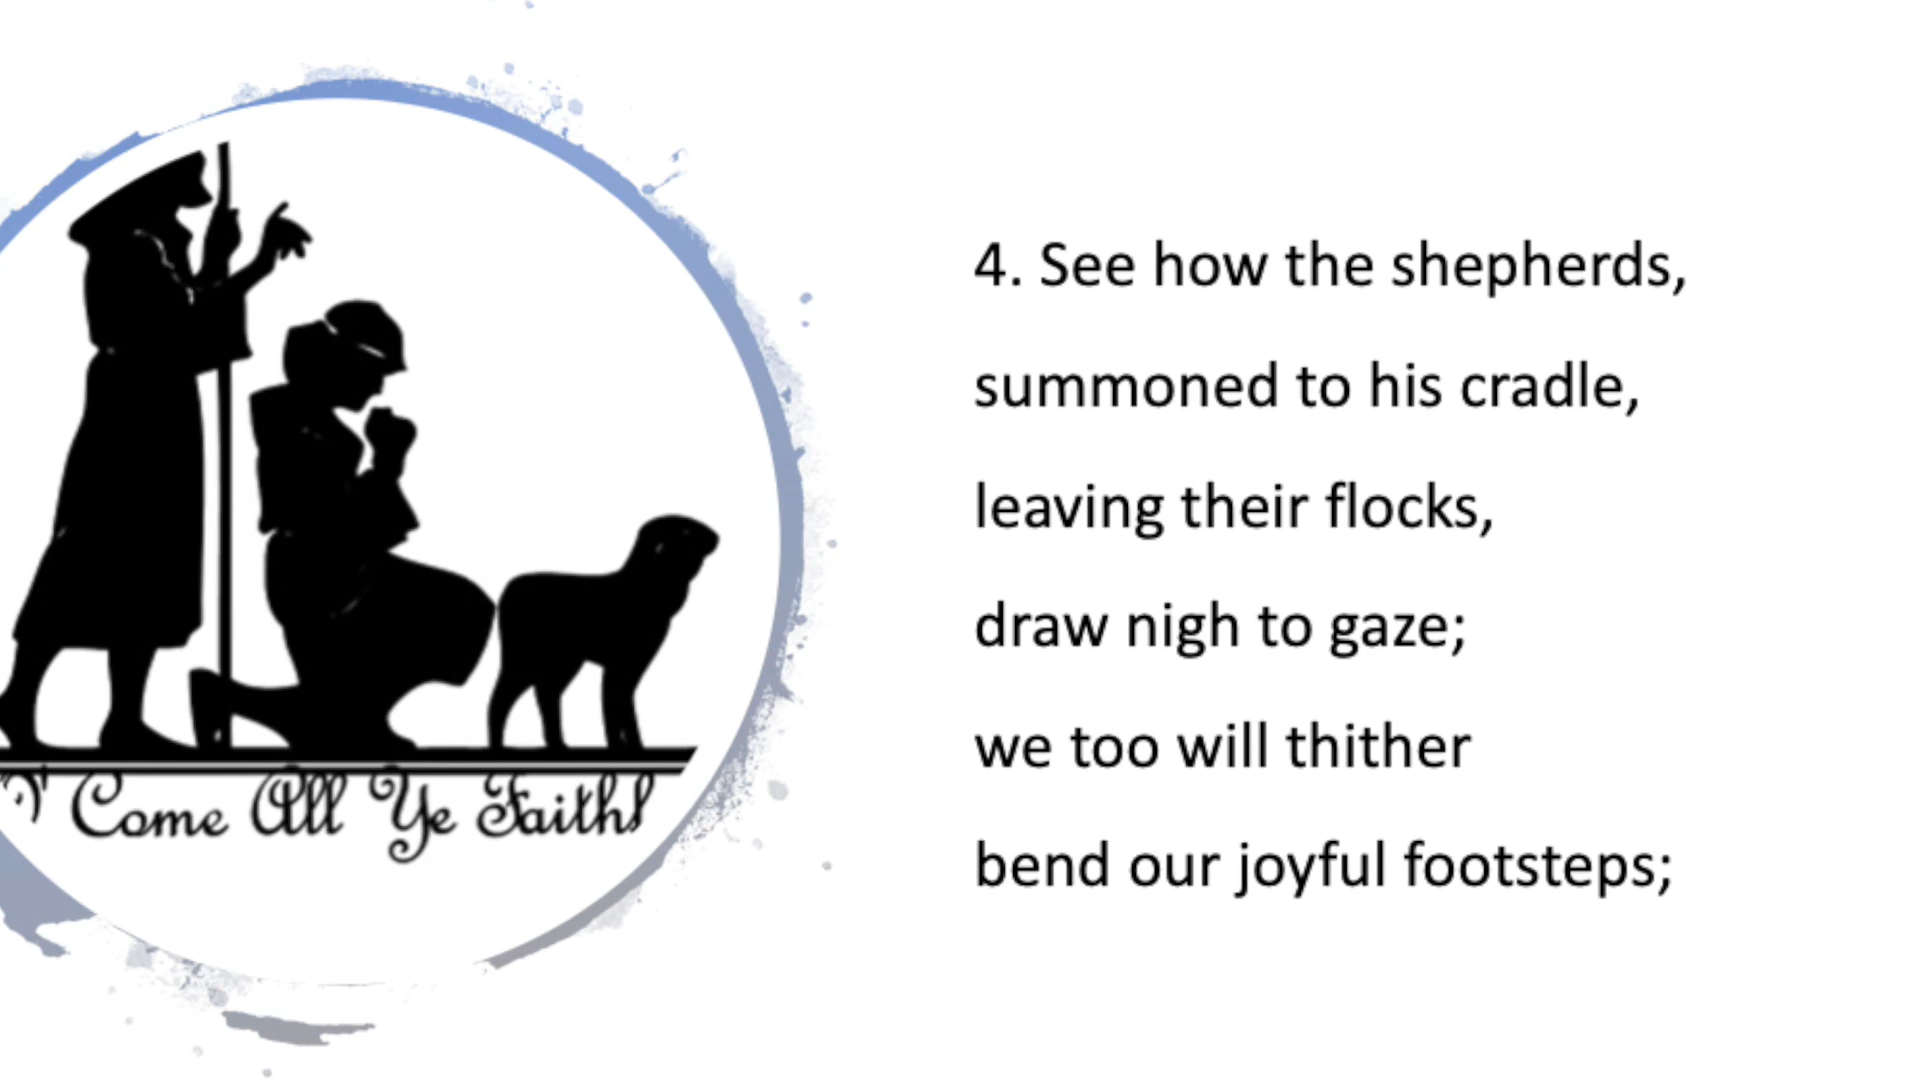 4. See how the shepherds,
summoned to his cradle,
leaving their flocks,
draw nigh to gaze;
we too will thither
bend our joyful footsteps;
Come All Ye Faith